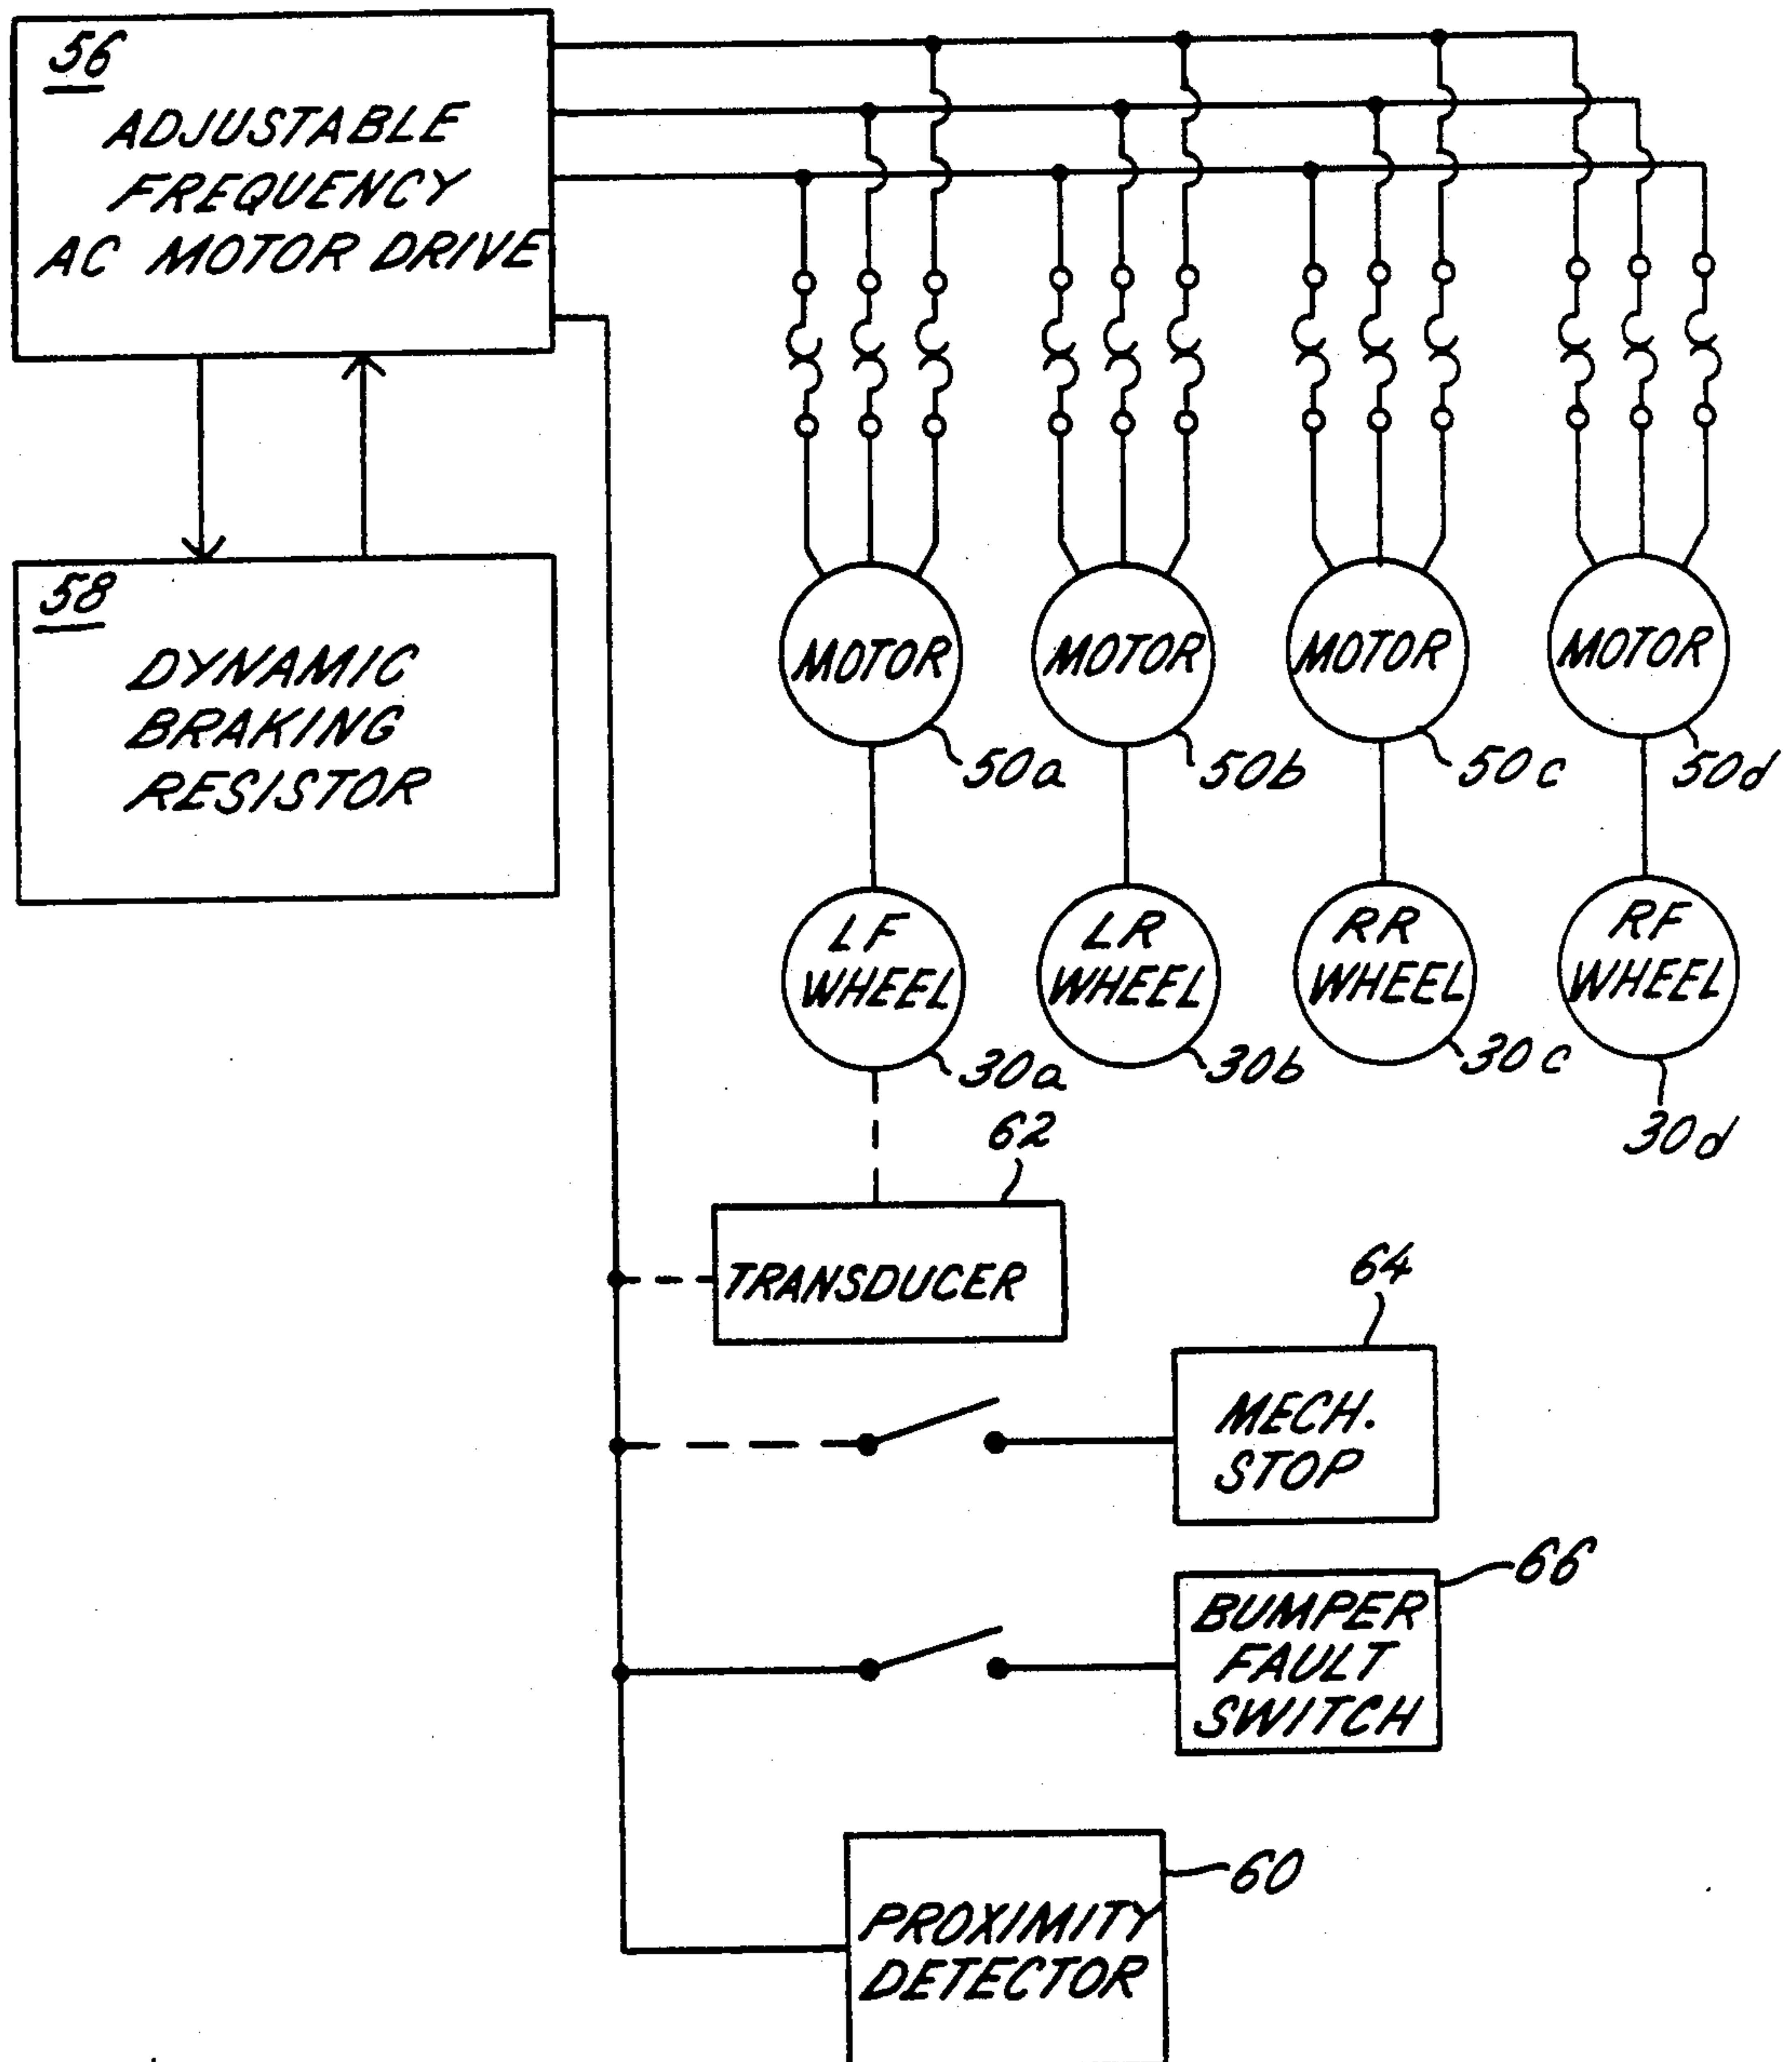 56
ADJUSTABLE
FREQUENCY
AC MOTOR DRIVE
58
DYNAMIC
BRAKING
RESISTOR
MOTOR
MOTOR
MOTOR
MOTOR
50a
50b
50c
50d
LF
WHEEL
LR
WHEEL
RR
WHEEL
RF
WHEEL
30a
30b
30c
30d
62
TRANSDUCER
64
MECH.
STOP
66
BUMPER
FAULT
SWITCH
60
PROXIMITY
DETECTOR